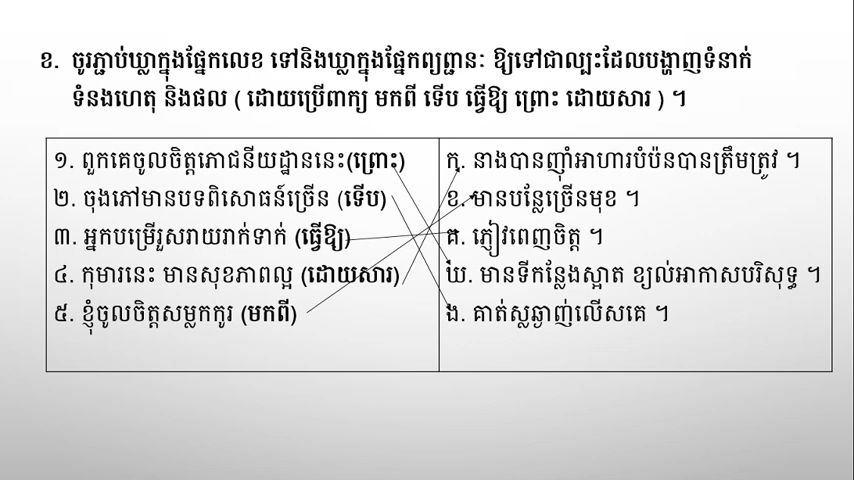 ខ. ចូរភ្ជាប់ឃ្លាក្នុងផ្នែកលេខ ទៅនិងឃ្លាក្នុងផ្នែកព្យព្ជានៈ ឱ្យទៅជាល្បះដែលបង្ហាញទំនាក់
ទំនងហេតុ និងផល ( ដោយប្រើពាក្យ មកពី ទើប ធ្វើឱ្យ ព្រោះ ដោយសារ ) ។
១. ពួកគេចូលចិត្តភោជនីយដ្ឋាននេះ(ព្រោះ)
២. ចុងភៅមានបទពិសោធន៍ច្រើន (ទើប)
៣. អ្នកបម្រើរួសរាយរាក់ទាក់ (ធ្វើឱ្យ)
៤. កុមារនេះ មានសុខភាពល្អ (ដោយសារ)
៥. ខ្ញុំចូលចិត្តសម្លកកូរ (មកពី)
ក. នាងបានញ៉ាំអាហារបំប៉នបានត្រឹមត្រូវ ។
ខ. មានបន្លែច្រើនមុខ ។
គ. ភ្ញៀវពេញចិត្ត ។
ឃ. មានទីកន្លែងស្អាត ខ្យល់អាកាសបរិសុទ្ធ ។
ង. គាត់ស្លឆ្ងាញ់លើសគេ ។